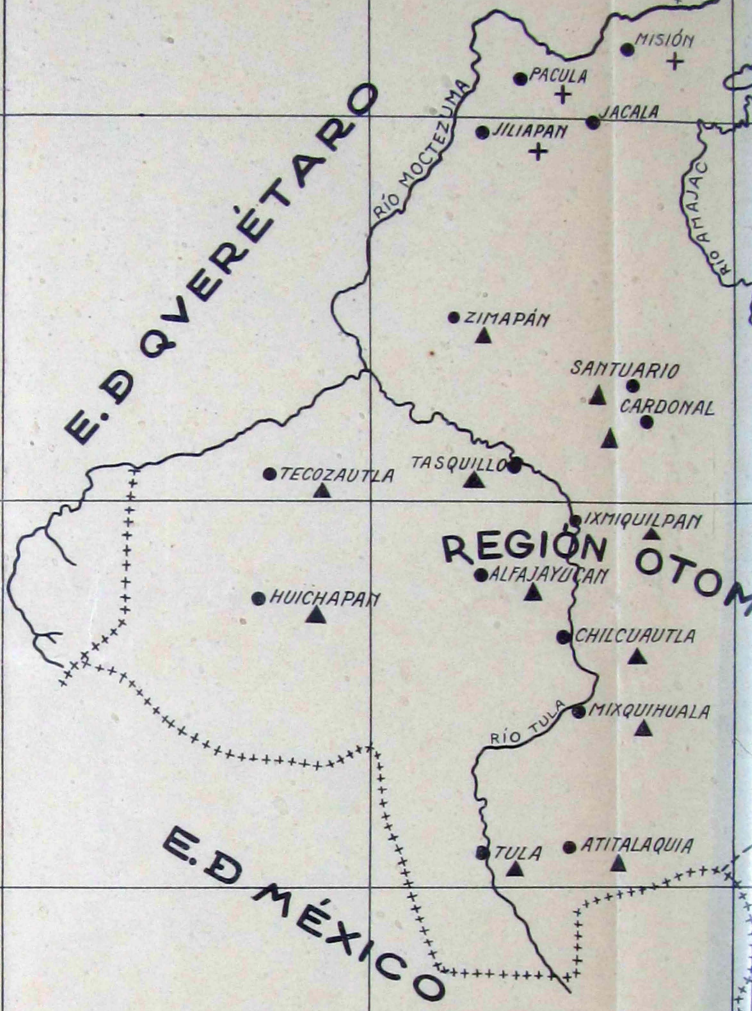 MISIÓN
PACULA
JACALA
JILIAPAN
RÍO MOCTEZUMA
RÍO AMAJAC
E. D QVERÉTARO
ZIMAPÁN
SANTUARIO
CARDONAL
TASQUILLO
TECOZAUTLA
IXMIQUILPAN
REGIÓN OTOM
ALFAJAYUCAN
HUICHAPAN
CHILCUAUTLA
MIXQUIHUALA
RÍO TULA
ATITALAQUIA
TULA
E. D MÉXICO